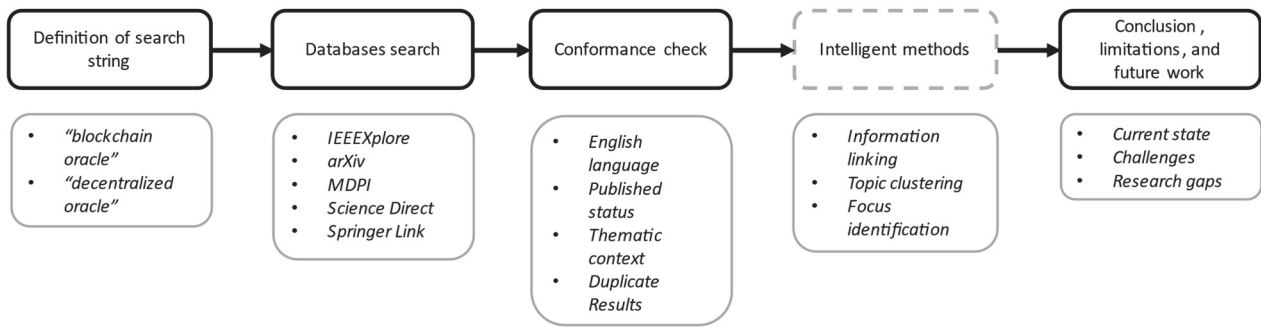 Definition of search
string
Databases search
Conformance check
Intelligent methods
Conclusion ,
limitations, and
future work
• "blockchain
oracle"
• "decentralized
oracle"
• IEEEXplore
• arXiv
• MDPI
• Science Direct
• Springer Link
• English
language
• Published
status
• Thematic
context
• Duplicate
Results
• Information
linking
• Topic clustering
• Focus
identification
• Current state
• Challenges
• Research gaps